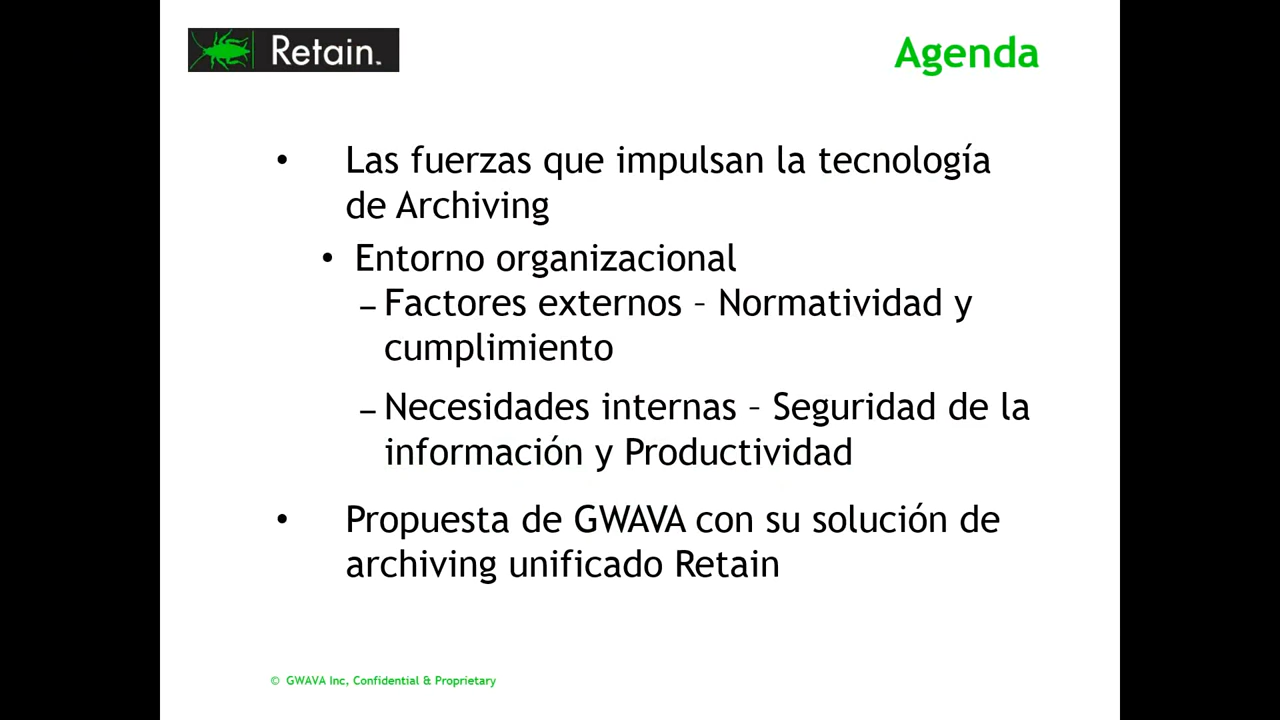 Retain™
Agenda
• Las fuerzas que impulsan la tecnología
de Archiving
• Entorno organizacional
– Factores externos – Normatividad y
cumplimiento
– Necesidades internas – Seguridad de la
información y Productividad
• Propuesta de GWAVA con su solución de
archiving unificado Retain
© GWAVA Inc, Confidential & Proprietary